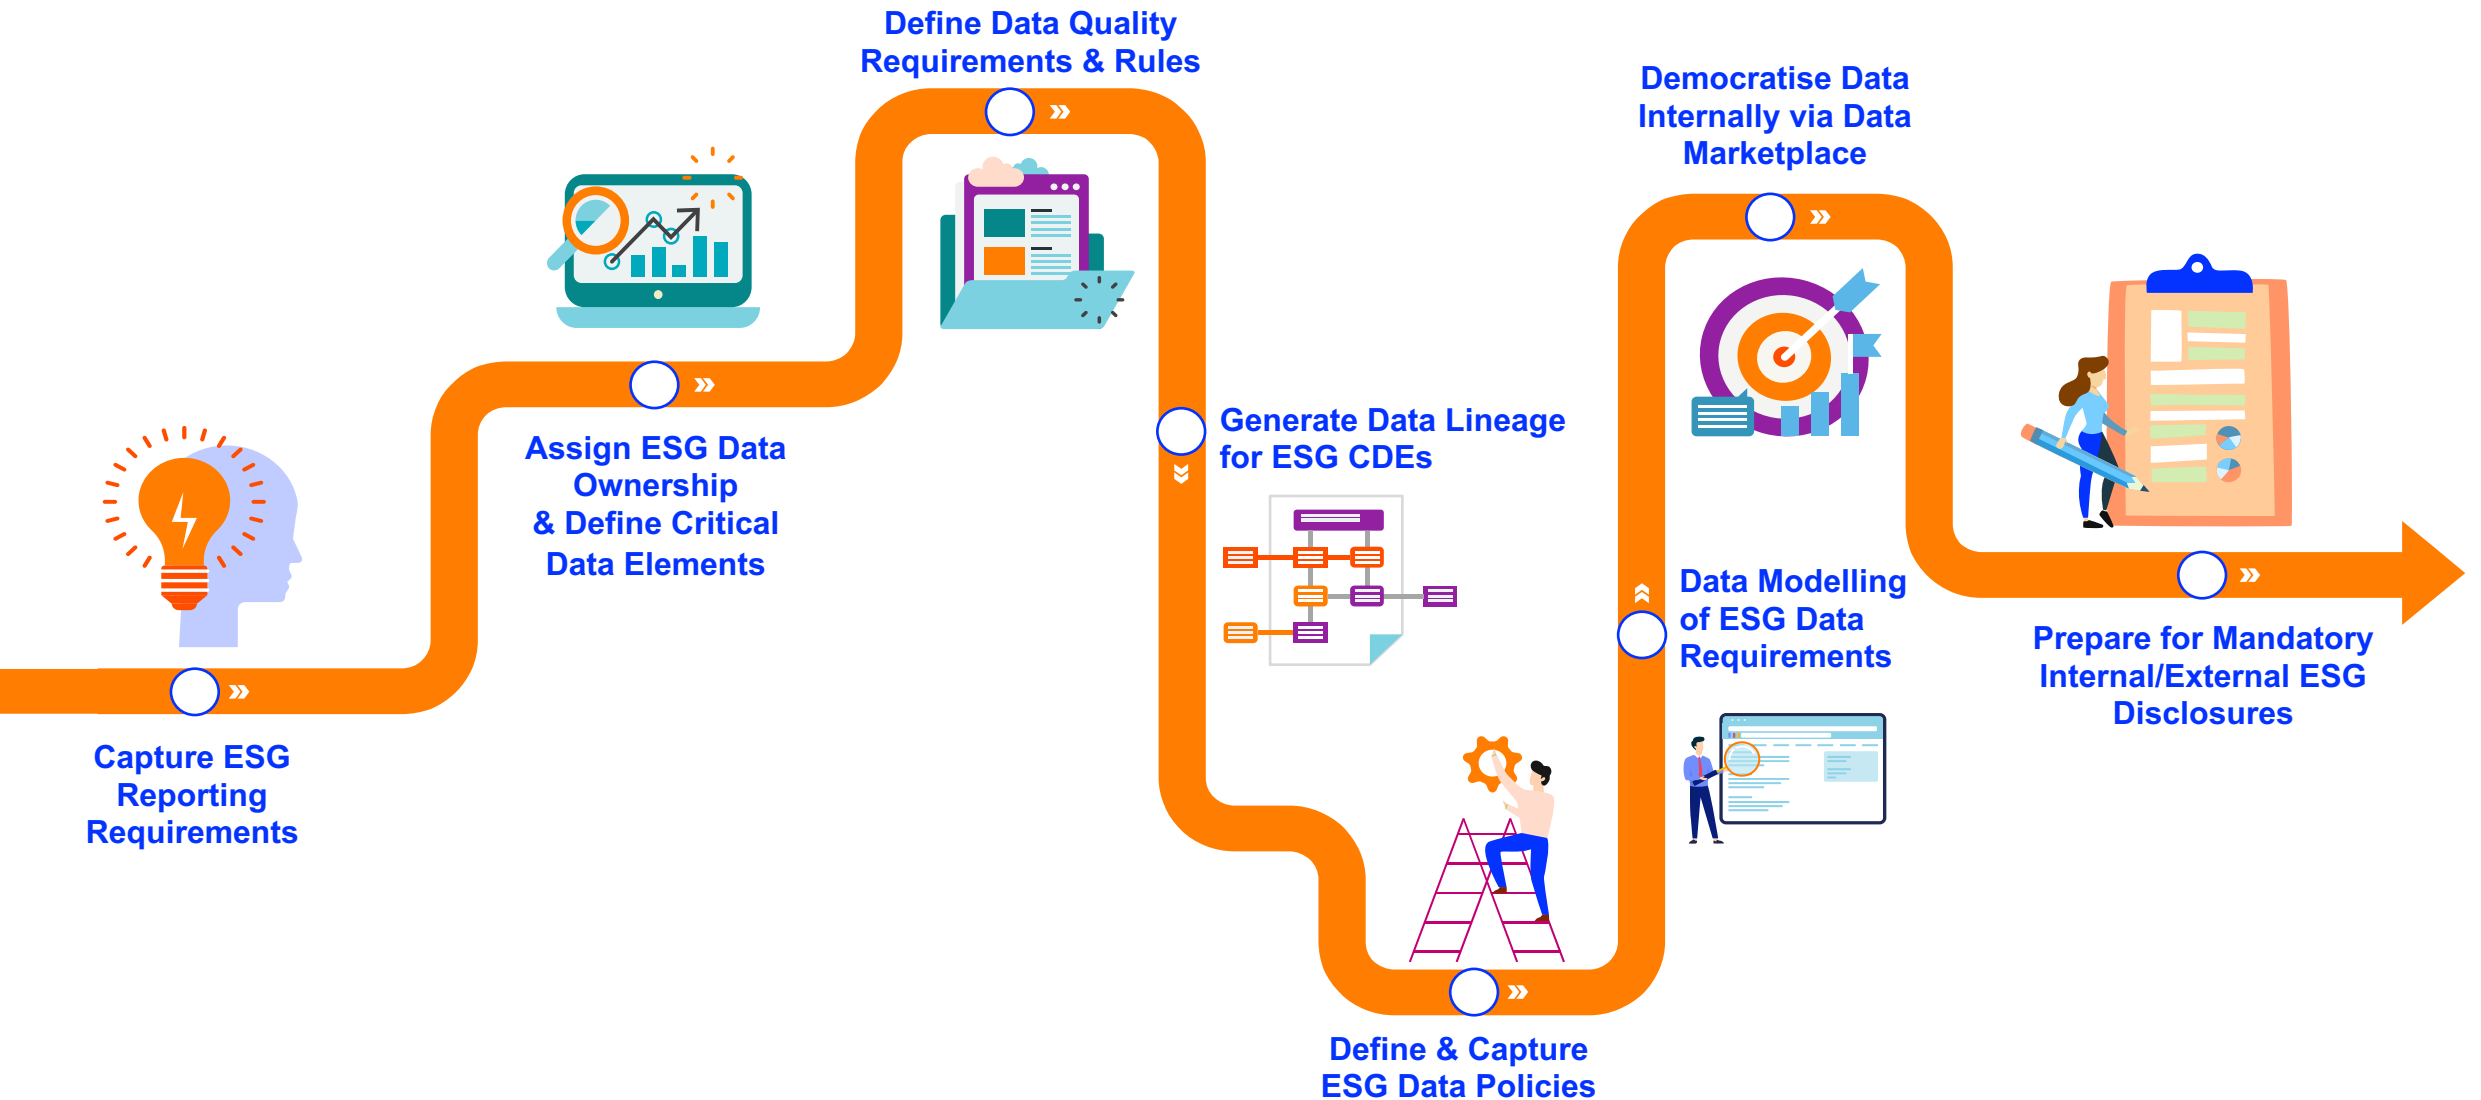 Capture ESG
Reporting
Requirements
Assign ESG Data
Ownership
& Define Critical
Data Elements
Define Data Quality
Requirements & Rules
Generate Data Lineage
for ESG CDEs
Define & Capture
ESG Data Policies
Data Modelling
of ESG Data
Requirements
Democratise Data
Internally via Data
Marketplace
Prepare for Mandatory
Internal/External ESG
Disclosures